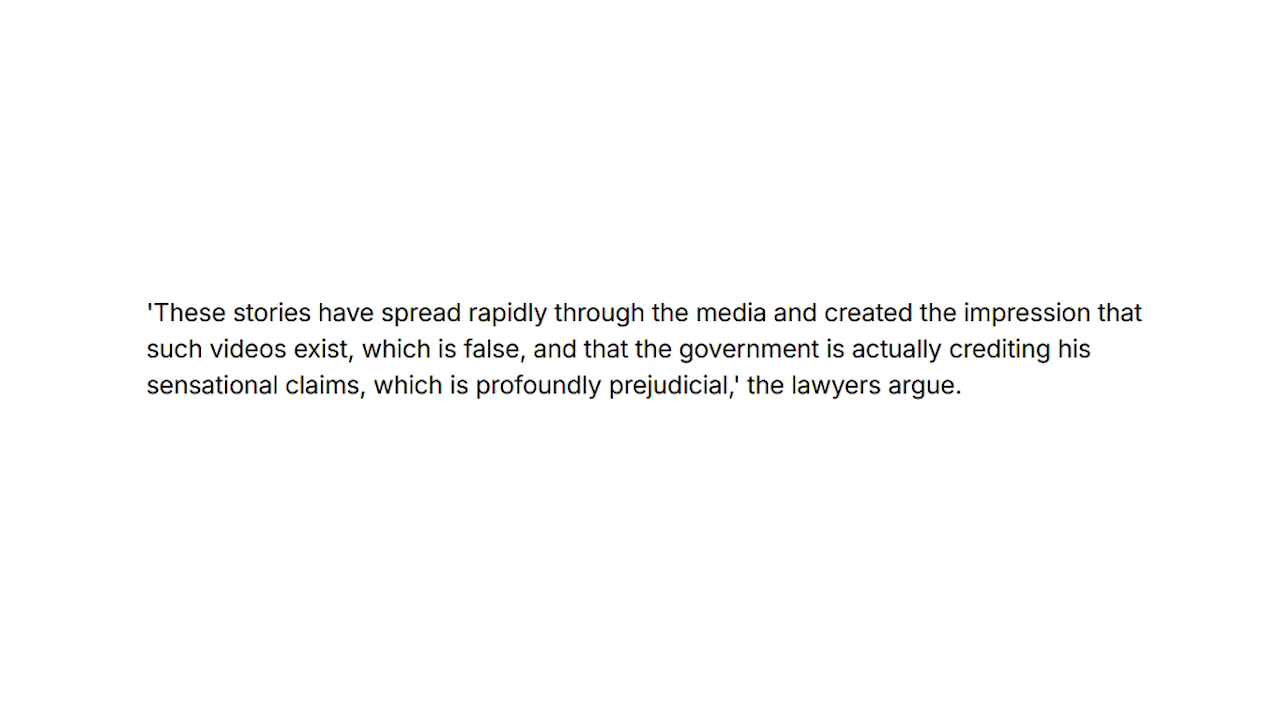 'These stories have spread rapidly through the media and created the impression that
such videos exist, which is false, and that the government is actually crediting his
sensational claims, which is profoundly prejudicial,' the lawyers argue.